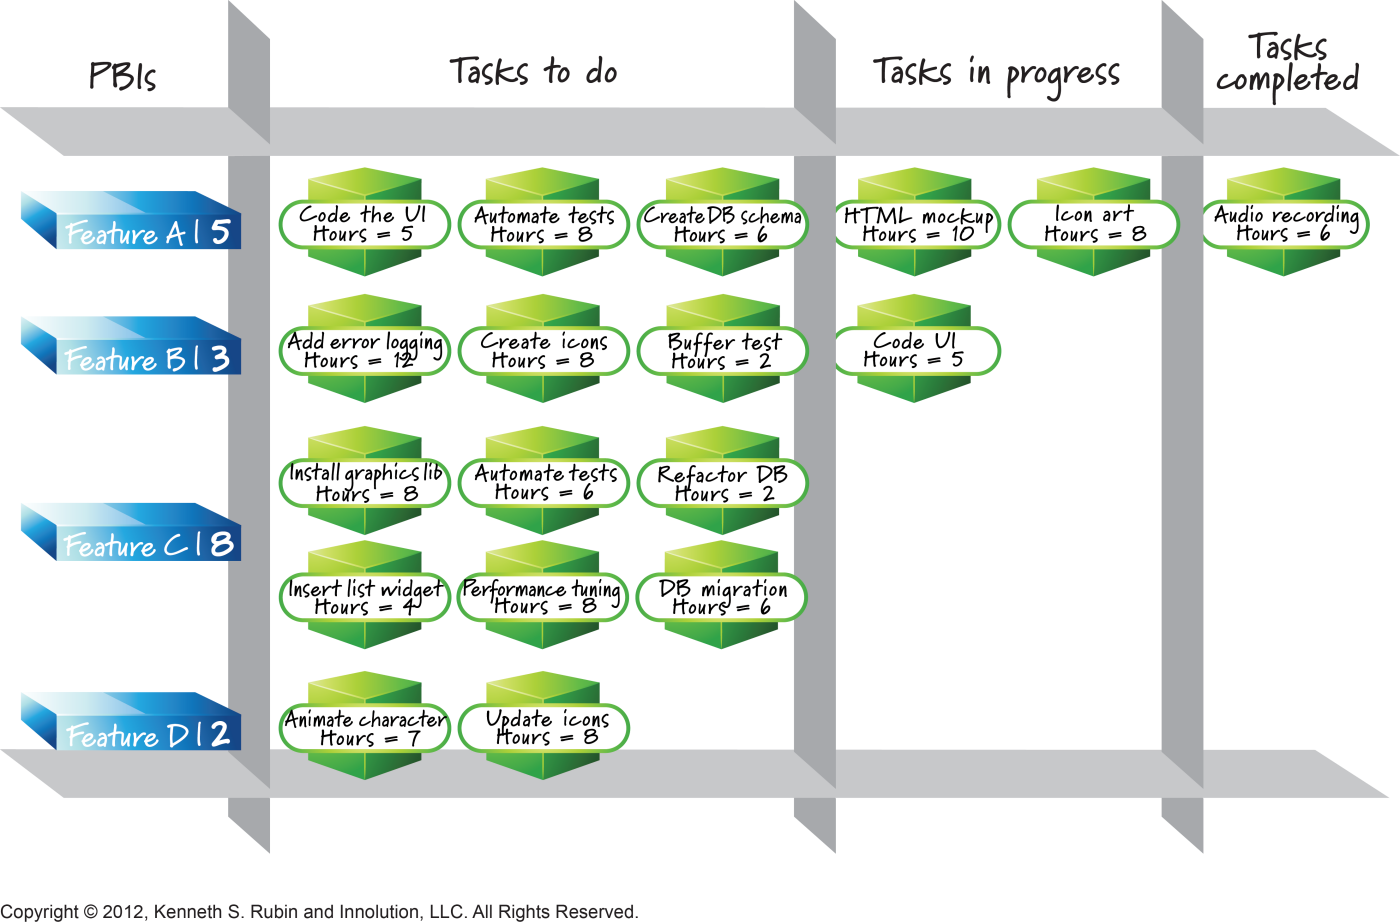 PBIs
Tasks to do
Tasks in progress
Tasks
completed
Feature A | 5
Code the UI
Hours = 5
Automate tests
Hours = 8
Create DB schema
Hours = 6
HTML mockup
Hours = 10
Icon art
Hours = 8
Audio recording
Hours = 6
Feature B | 3
Add error logging
Hours = 12
Create icons
Hours = 8
Buffer test
Hours = 2
Code UI
Hours = 5
Feature C | 8
Install graphics lib
Hours = 8
Automate tests
Hours = 6
Refactor DB
Hours = 2
Insert list widget
Hours = 4
Performance tuning
Hours = 8
DB migration
Hours = 6
Feature D | 2
Animate character
Hours = 7
Update icons
Hours = 8
Copyright © 2012, Kenneth S. Rubin and Innolution, LLC. All Rights Reserved.